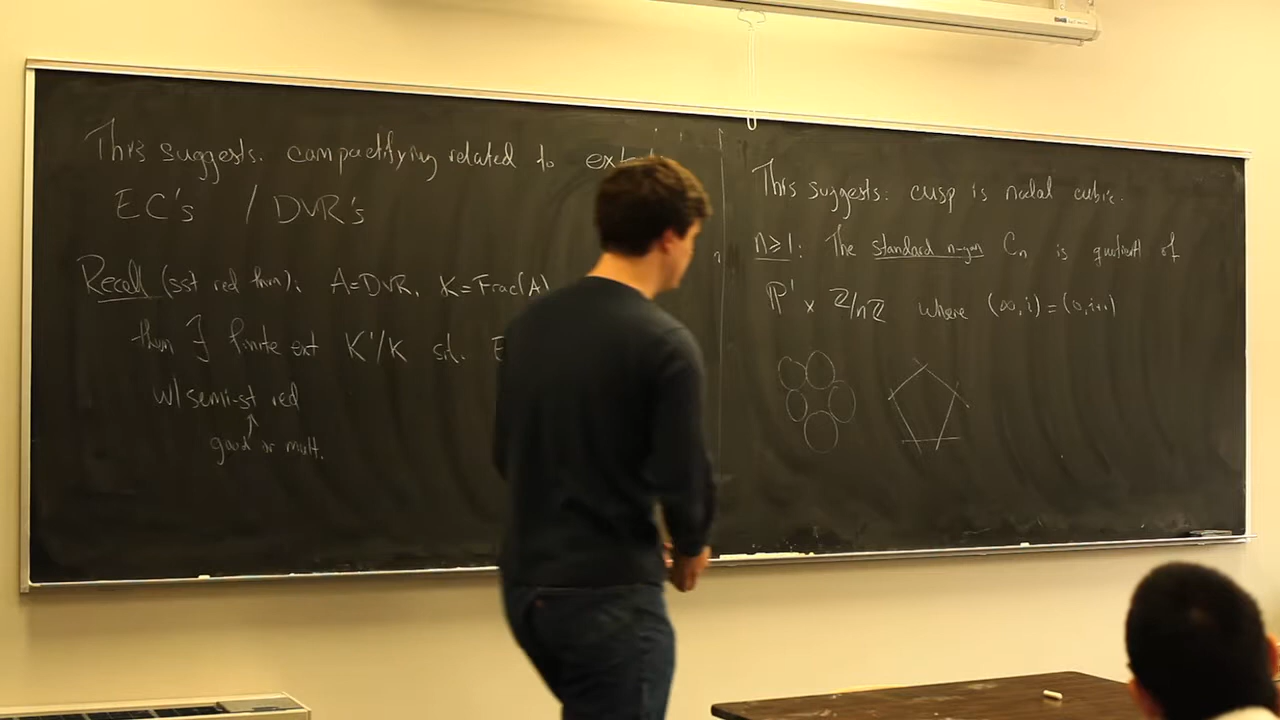 This suggests. compactifying related to
EC's / DVR's
Recall (sst red thm): A=DVR, K=Frac(A)
then ∃ finite ext K'/K s.t. E
w/ semi-st red
↑
good or mult.
This suggests: cusp is nodal cubic.
n≥1: The standard n-gon Cn is quotient of
ℙ¹ × ℤ/nℤ where (∞,i)=(0,i+1)